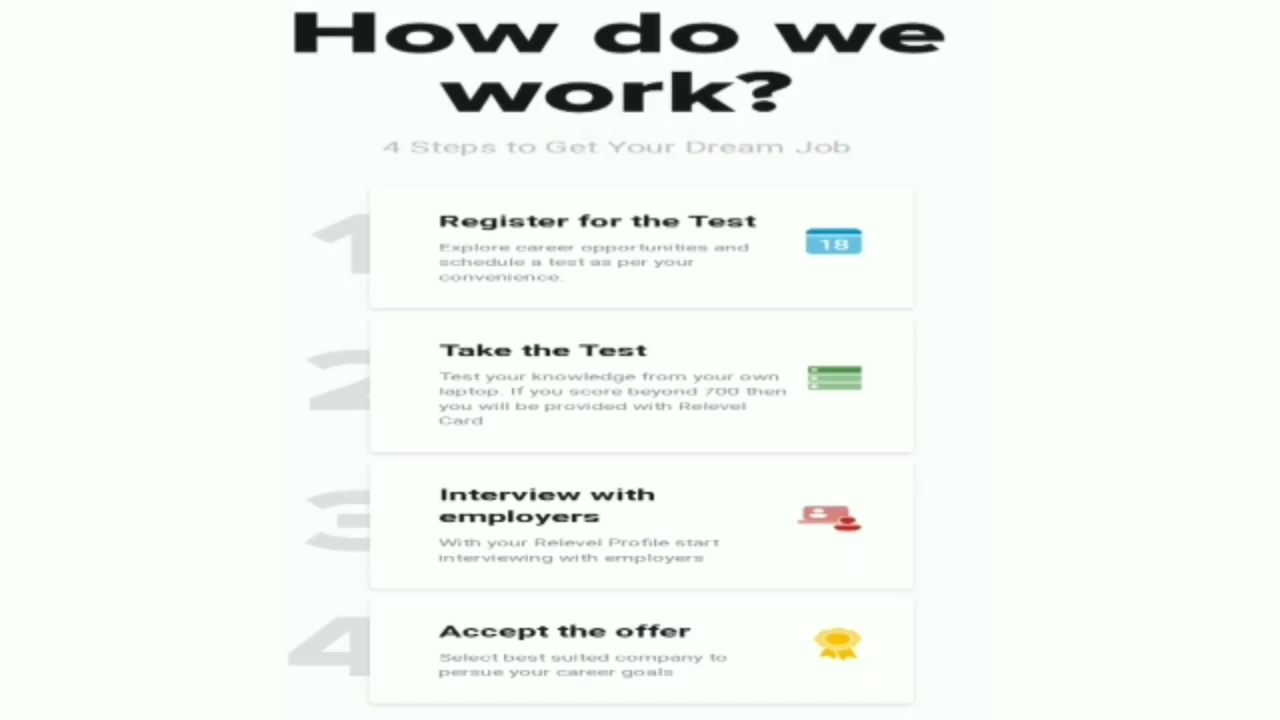 How do we
work?
4 Steps to Get Your Dream Job
1
Register for the Test
Explore career opportunities and
schedule a test as per your
convenience.
18
2
Take the Test
Test your knowledge from your own
laptop. If you score beyond 700 then
you will be provided with Relevel
Card
3
Interview with
employers
With your Relevel Profile start
interviewing with employers
4
Accept the offer
Select best suited company to
persue your career goals